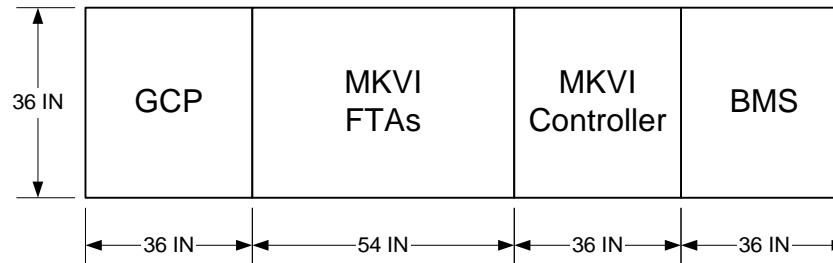 36 IN
GCP
MKVI
FTAs
MKVI
Controller
BMS
36 IN
54 IN
36 IN
36 IN